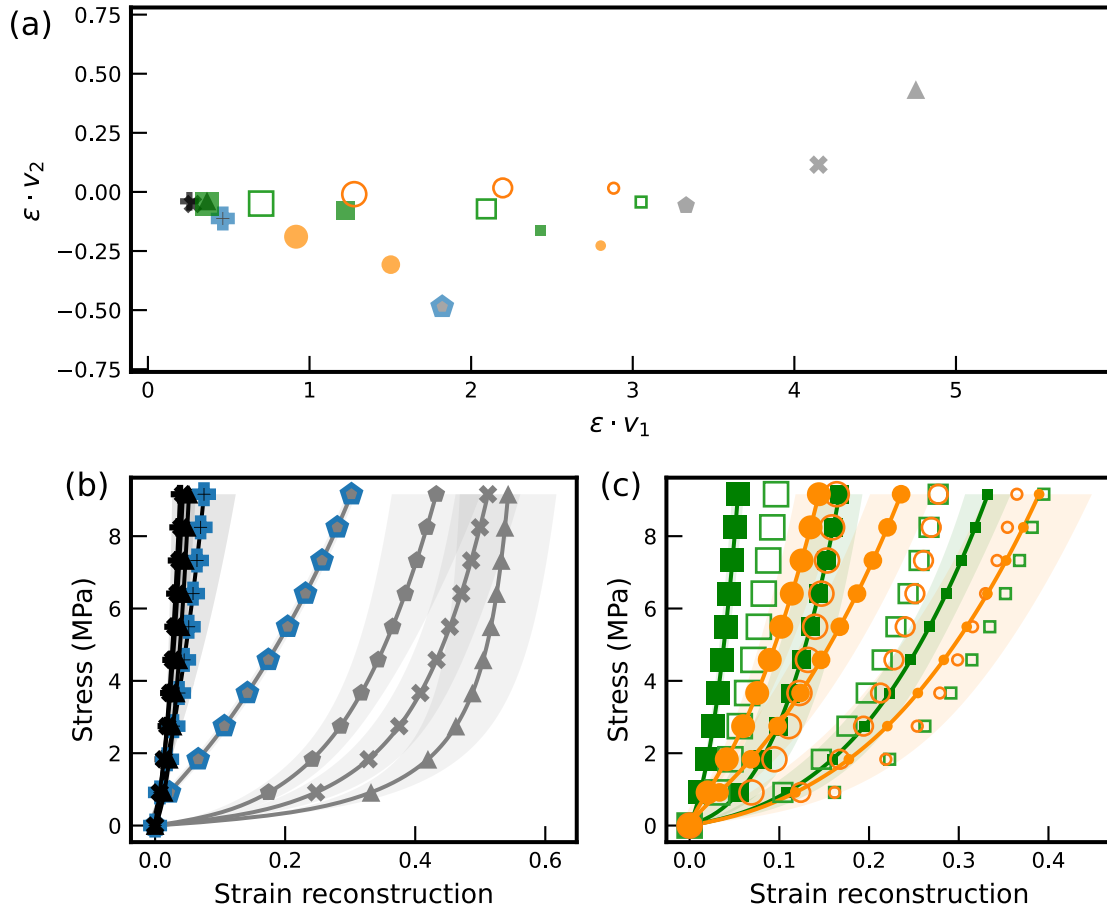 (a)
0.75
0.50
0.25
0.00
−0.25
−0.50
−0.75
ε · v₂
0 1 2 3 4 5
ε · v₁
(b)
8
6
4
2
0
Stress (MPa)
0.0 0.2 0.4 0.6
Strain reconstruction
(c)
8
6
4
2
0
Stress (MPa)
0.0 0.1 0.2 0.3 0.4
Strain reconstruction